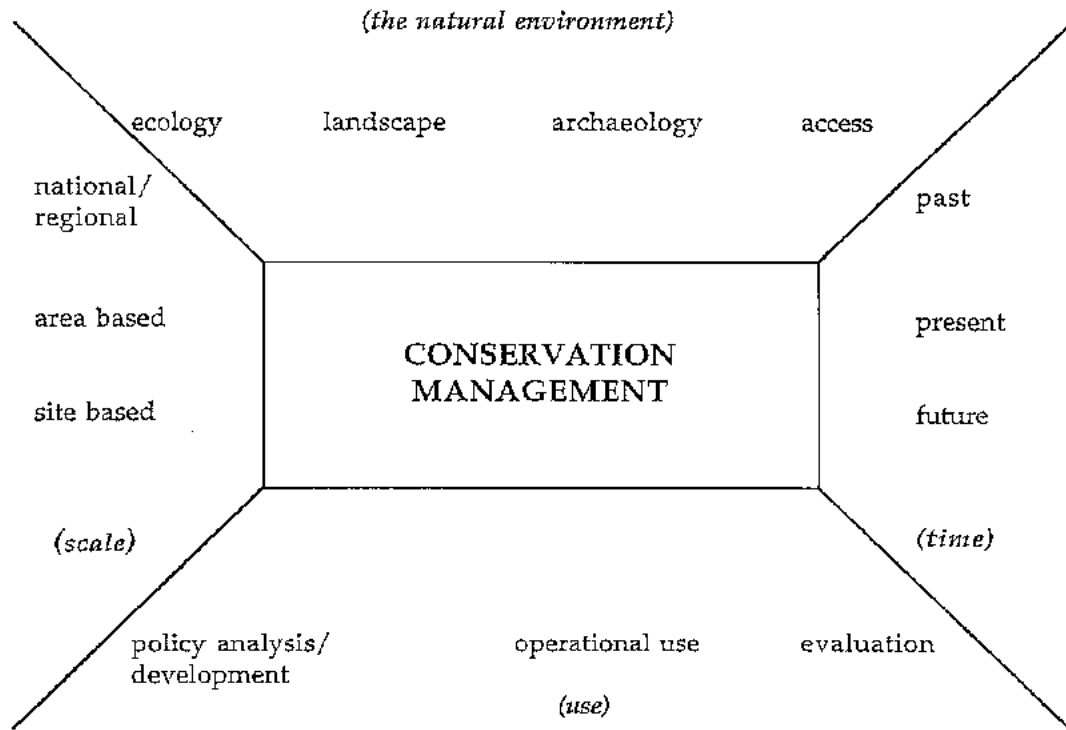 (the natural environment)
ecology landscape archaeology access
national/
regional
past
area based
present
CONSERVATION
MANAGEMENT
site based
future
(scale)
(time)
policy analysis/
development
operational use
evaluation
(use)